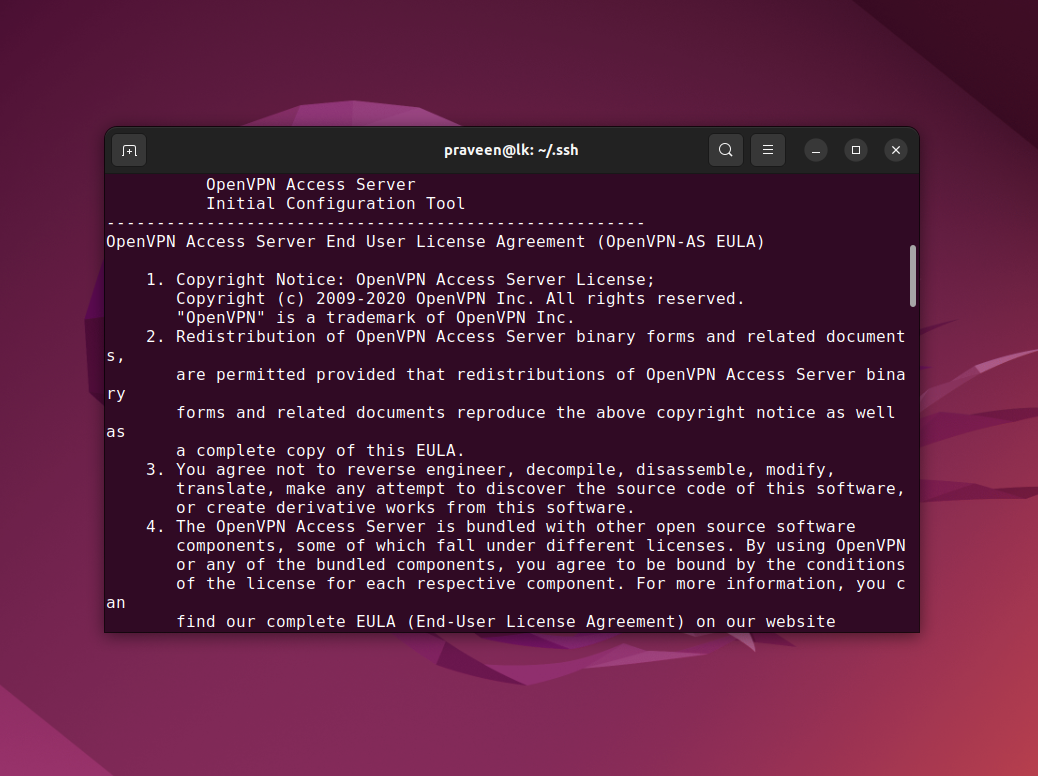 praveen@lk: ~/.ssh
OpenVPN Access Server
Initial Configuration Tool
------------------------------------------------------
OpenVPN Access Server End User License Agreement (OpenVPN-AS EULA)
1. Copyright Notice: OpenVPN Access Server License;
Copyright (c) 2009-2020 OpenVPN Inc. All rights reserved.
"OpenVPN" is a trademark of OpenVPN Inc.
2. Redistribution of OpenVPN Access Server binary forms and related document
s,
are permitted provided that redistributions of OpenVPN Access Server bina
ry
forms and related documents reproduce the above copyright notice as well
as
a complete copy of this EULA.
3. You agree not to reverse engineer, decompile, disassemble, modify,
translate, make any attempt to discover the source code of this software,
or create derivative works from this software.
4. The OpenVPN Access Server is bundled with other open source software
components, some of which fall under different licenses. By using OpenVPN
or any of the bundled components, you agree to be bound by the conditions
of the license for each respective component. For more information, you c
an
find our complete EULA (End-User License Agreement) on our website